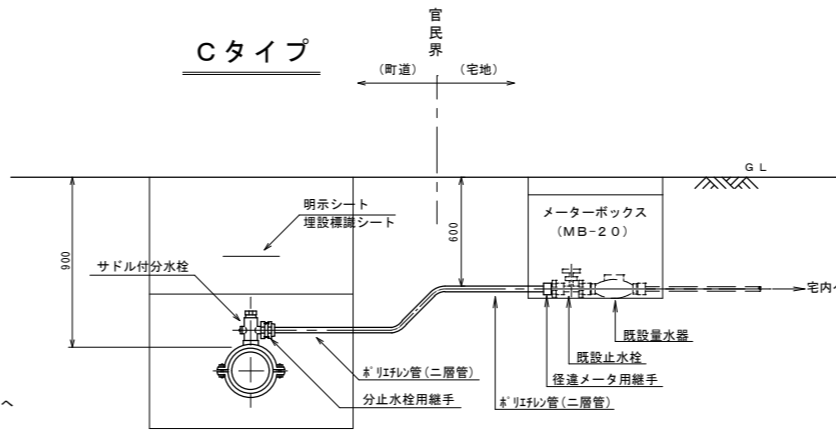 Cタイプ
官民界
(町道)
(宅地)
GL
明示シート
埋設標識シート
サドル付分水栓
900
600
メーターボックス
(MB-20)
宅内へ
既設量水器
既設止水栓
径違メータ用継手
ﾎﾟﾘｴﾁﾚﾝ管(二層管)
ﾎﾟﾘｴﾁﾚﾝ管(二層管)
分止水栓用継手
へ